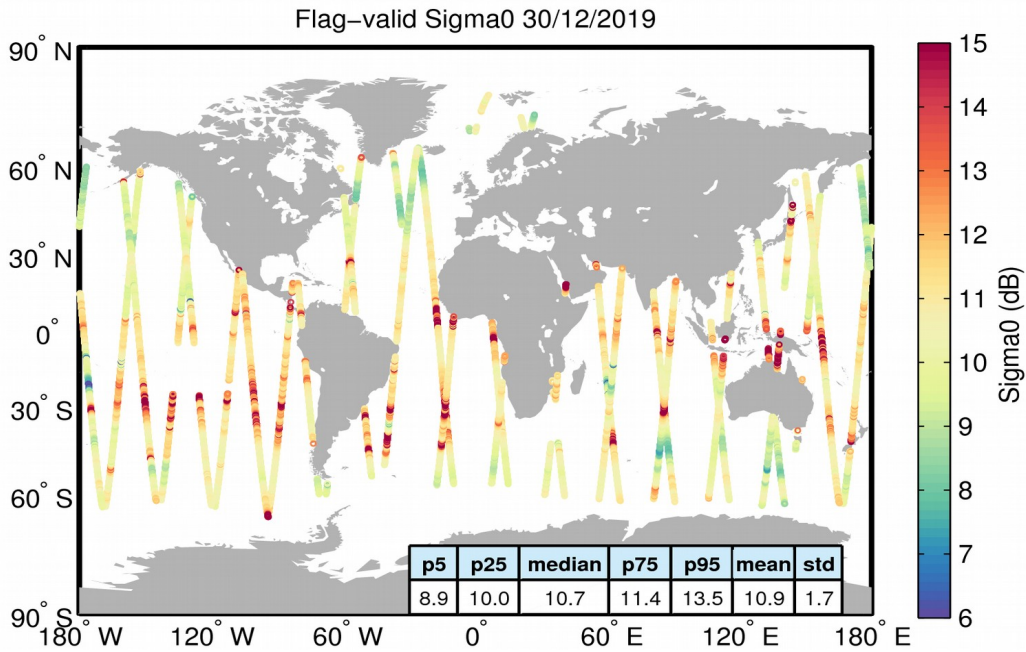 Flag−valid Sigma0 30/12/2019
90° N
60° N
30° N
0°
30° S
60° S
90° S
180° W
120° W
60° W
0°
60° E
120° E
180° E
p5 p25 median p75 p95 mean std
8.9 10.0 10.7 11.4 13.5 10.9 1.7
15
14
13
12
11
10
9
8
7
6
Sigma0 (dB)